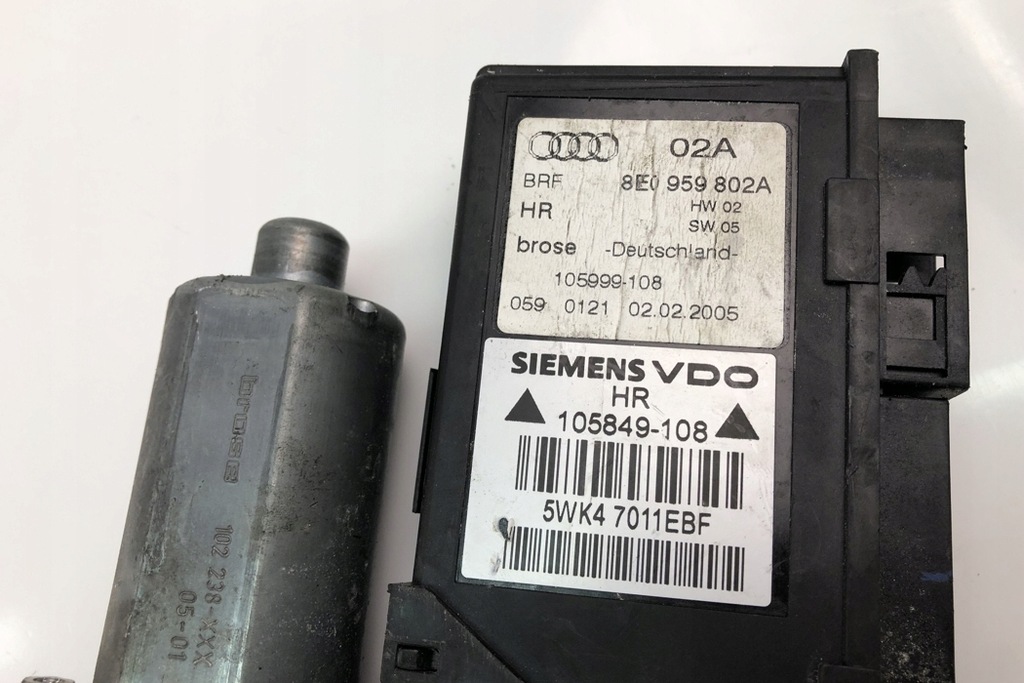 02A
BRF 8E0 959 802A
HR HW 02
SW 05
brose -Deutschland-
105999-108
059 0121 02.02.2005
SIEMENS VDO
HR
105849-108
5WK4 7011EBF
brose
102 238-XXX
05-01